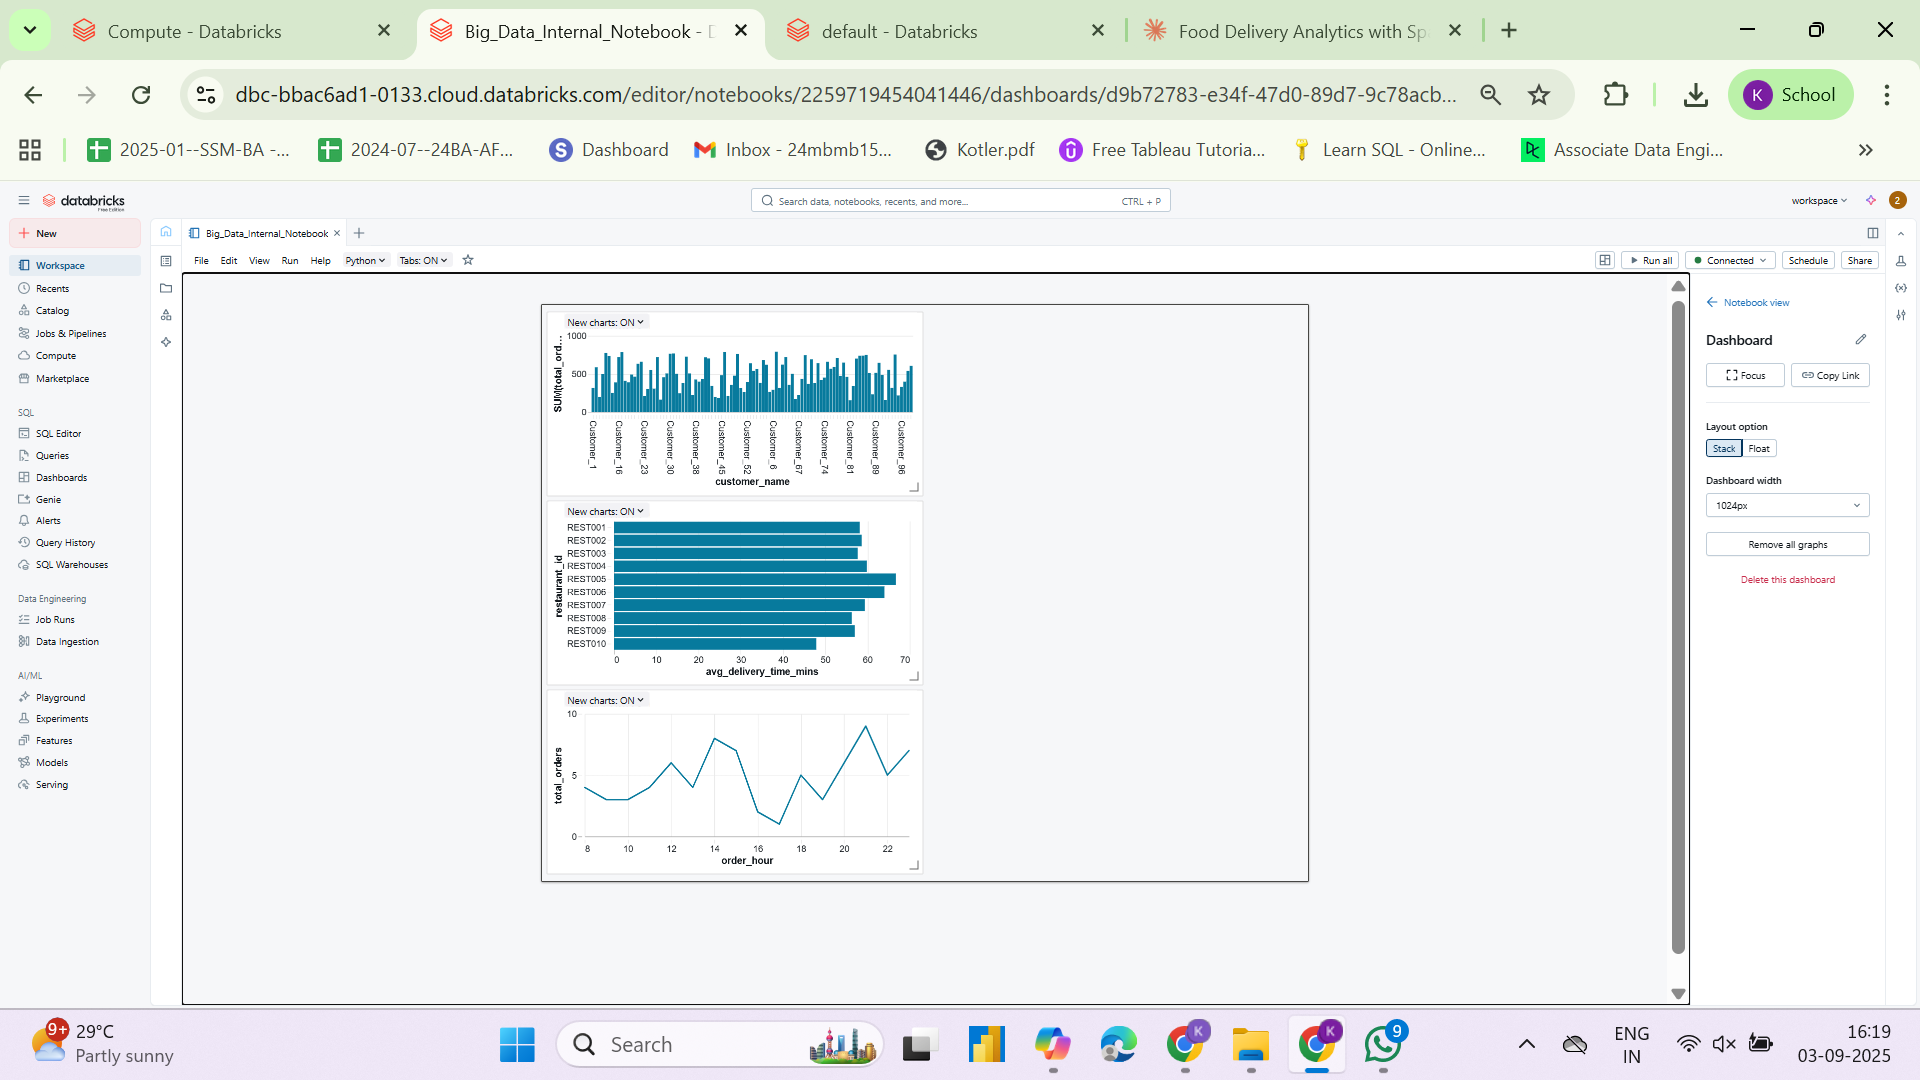 Compute - Databricks
Big_Data_Internal_Notebook - D
default - Databricks
Food Delivery Analytics with Sp
dbc-bbac6ad1-0133.cloud.databricks.com/editor/notebooks/2259719454041446/dashboards/d9b72783-e34f-47d0-89d7-9c78acb...
K School
2025-01--SSM-BA -...
2024-07--24BA-AF...
Dashboard
Inbox - 24mbmb15...
Kotler.pdf
Free Tableau Tutoria...
Learn SQL - Online...
Associate Data Engi...
databricks
Free Edition
Search data, notebooks, recents, and more... CTRL + P
workspace
2
New
Workspace
Recents
Catalog
Jobs & Pipelines
Compute
Marketplace
SQL
SQL Editor
Queries
Dashboards
Genie
Alerts
Query History
SQL Warehouses
Data Engineering
Job Runs
Data Ingestion
AI/ML
Playground
Experiments
Features
Models
Serving
Big_Data_Internal_Notebook
File Edit View Run Help Python Tabs: ON
Run all Connected Schedule Share
New charts: ON
SUM(total_ord...
1000
500
0
Customer_1
Customer_16
Customer_23
Customer_30
Customer_38
Customer_45
Customer_52
Customer_6
Customer_67
Customer_74
Customer_81
Customer_89
Customer_96
customer_name
New charts: ON
restaurant_id
REST001
REST002
REST003
REST004
REST005
REST006
REST007
REST008
REST009
REST010
0 10 20 30 40 50 60 70
avg_delivery_time_mins
New charts: ON
total_orders
10
5
0
8 10 12 14 16 18 20 22
order_hour
Notebook view
Dashboard
Focus Copy Link
Layout option
Stack Float
Dashboard width
1024px
Remove all graphs
Delete this dashboard
9+
29°C
Partly sunny
Search
K
K
9
ENG
IN
16:19
03-09-2025